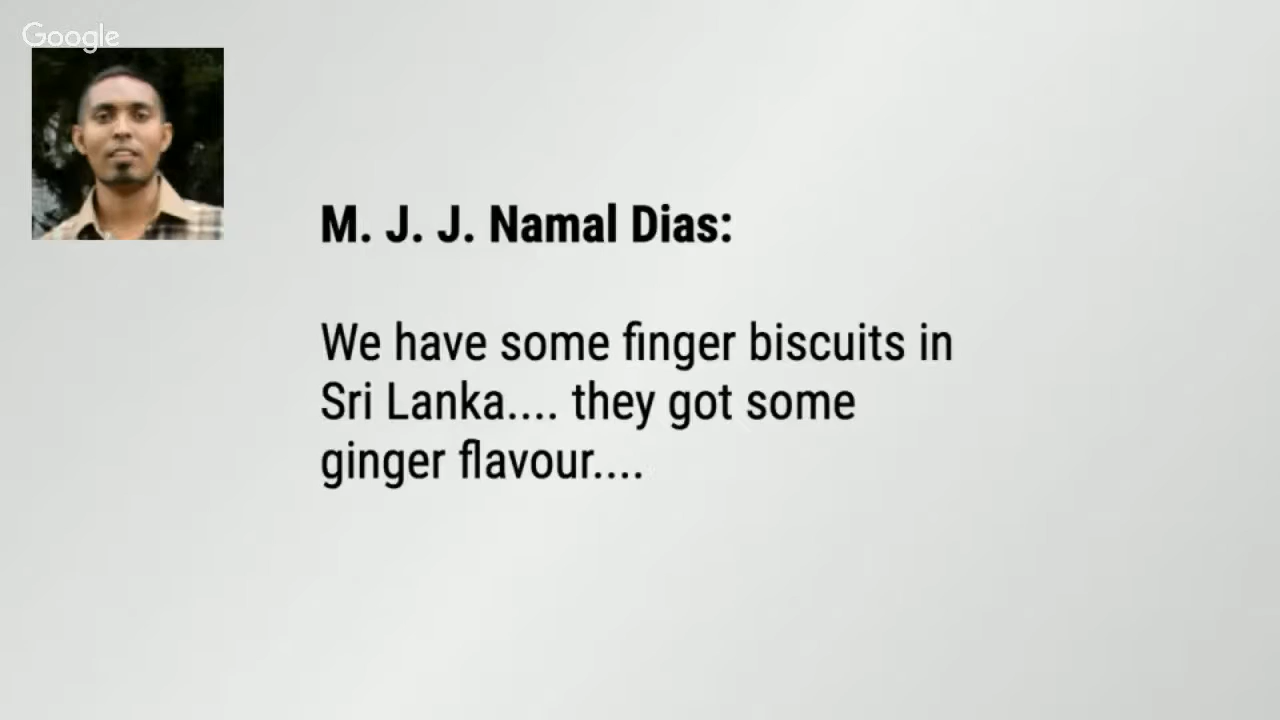 Google
M. J. J. Namal Dias:
We have some finger biscuits in
Sri Lanka.... they got some
ginger flavour....